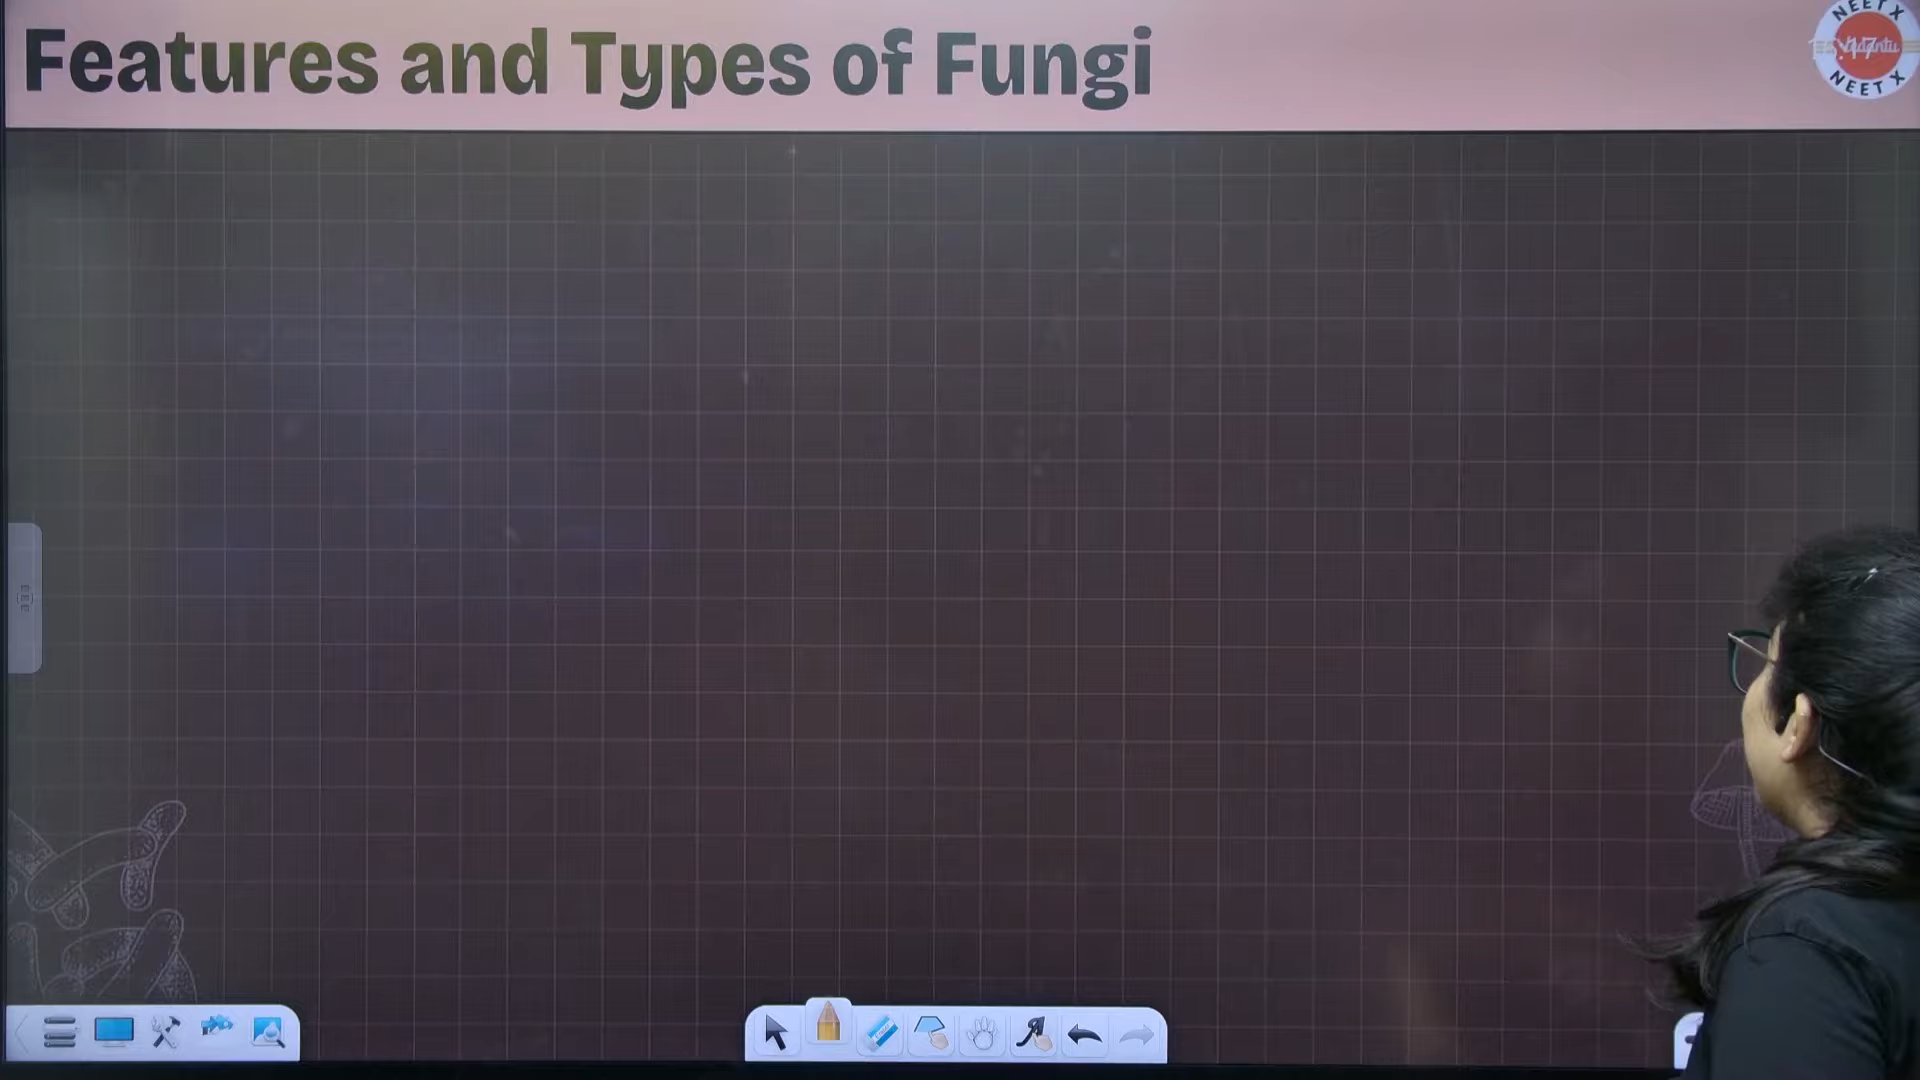 Features and Types of Fungi
NEET X
NEET X